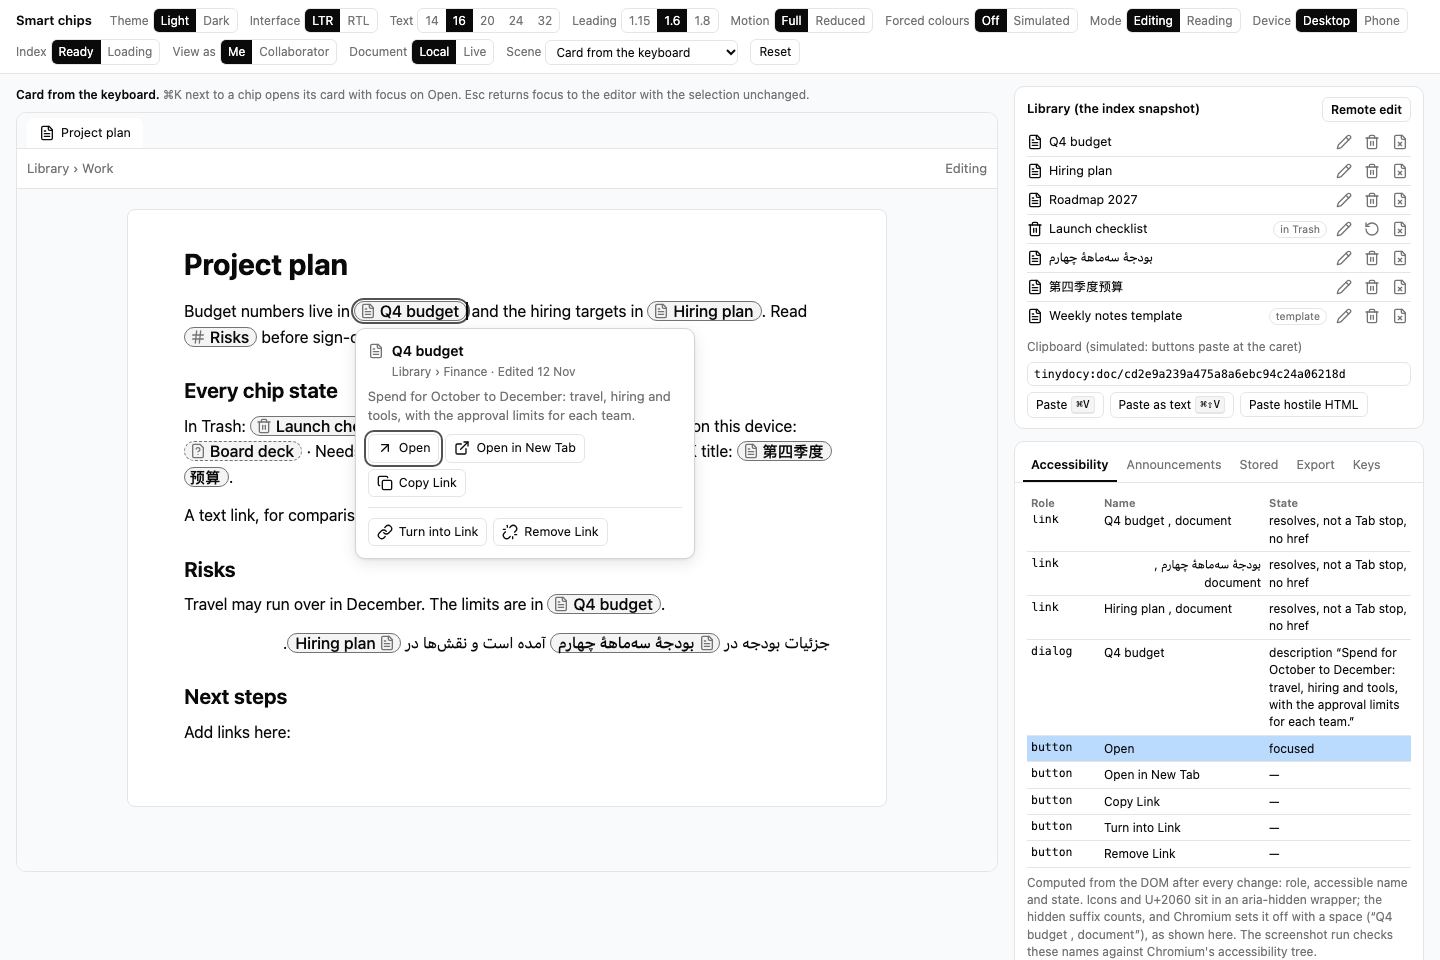 Smart chips Theme Light Dark Interface LTR RTL Text 14 16 20 24 32 Leading 1.15 1.6 1.8 Motion Full Reduced Forced colours Off Simulated Mode Editing Reading Device Desktop Phone
Index Ready Loading View as Me Collaborator Document Local Live Scene Card from the keyboard Reset
Card from the keyboard. ⌘K next to a chip opens its card with focus on Open. Esc returns focus to the editor with the selection unchanged.
Project plan
Library › Work Editing
Project plan
Budget numbers live in Q4 budget and the hiring targets in Hiring plan. Read
# Risks before sign-
Every chip state
In Trash: Launch che on this device:
Board deck · Need title: 第四季度
预算.
A text link, for comparis
Q4 budget
Library › Finance · Edited 12 Nov
Spend for October to December: travel, hiring and
tools, with the approval limits for each team.
Open Open in New Tab
Copy Link
Turn into Link Remove Link
Risks
Travel may run over in December. The limits are in Q4 budget.
جزئیات بودجه در بودجهٔ سه‌ماههٔ چهارم آمده است و نقش‌ها در Hiring plan.
Next steps
Add links here:
Library (the index snapshot) Remote edit
Q4 budget
Hiring plan
Roadmap 2027
Launch checklist in Trash
بودجهٔ سه‌ماههٔ چهارم
第四季度预算
Weekly notes template template
Clipboard (simulated: buttons paste at the caret)
tinydocy:doc/cd2e9a239a475a8a6ebc94c24a06218d
Paste ⌘V Paste as text ⌘⇧V Paste hostile HTML
Accessibility Announcements Stored Export Keys
Role Name State
link Q4 budget , document resolves, not a Tab stop,
no href
link بودجهٔ سه‌ماههٔ چهارم , resolves, not a Tab stop,
document no href
link Hiring plan , document resolves, not a Tab stop,
no href
dialog Q4 budget description “Spend for
October to December:
travel, hiring and tools,
with the approval limits
for each team.”
button Open focused
button Open in New Tab —
button Copy Link —
button Turn into Link —
button Remove Link —
Computed from the DOM after every change: role, accessible name
and state. Icons and U+2060 sit in an aria-hidden wrapper; the
hidden suffix counts, and Chromium sets it off with a space (“Q4
budget , document”), as shown here. The screenshot run checks
these names against Chromium's accessibility tree.